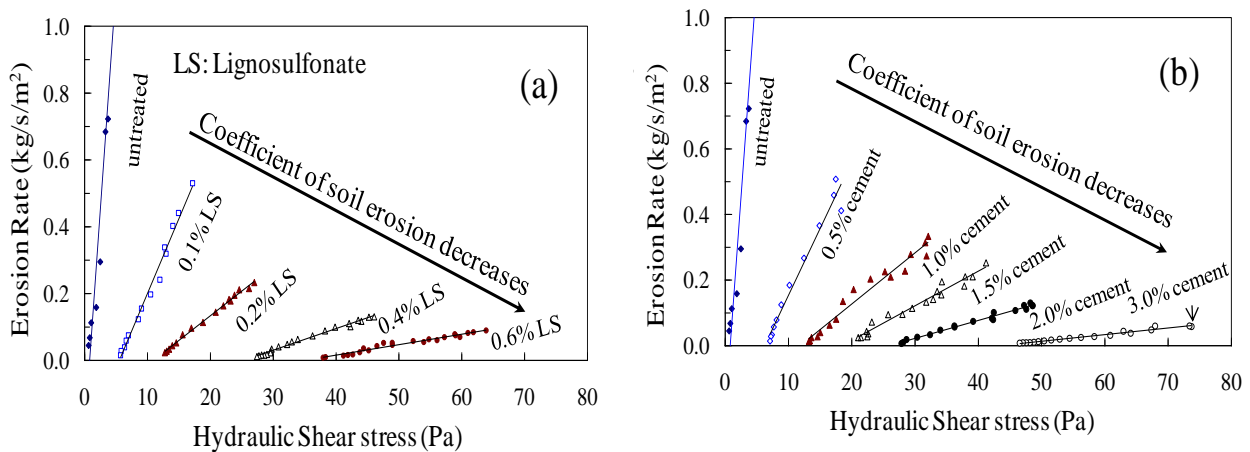 LS: Lignosulfonate
(a)
untreated
Coefficient of soil erosion decreases
0.1% LS
0.2% LS
0.4% LS
0.6% LS
Erosion Rate (kg/s/m²)
1.0
0.8
0.6
0.4
0.2
0.0
0 10 20 30 40 50 60 70 80
Hydraulic Shear stress (Pa)
(b)
untreated
Coefficient of soil erosion decreases
0.5% cement
1.0% cement
1.5% cement
2.0% cement
3.0% cement
Erosion Rate (kg/s/m²)
1.0
0.8
0.6
0.4
0.2
0.0
0 10 20 30 40 50 60 70 80
Hydraulic Shear stress (Pa)